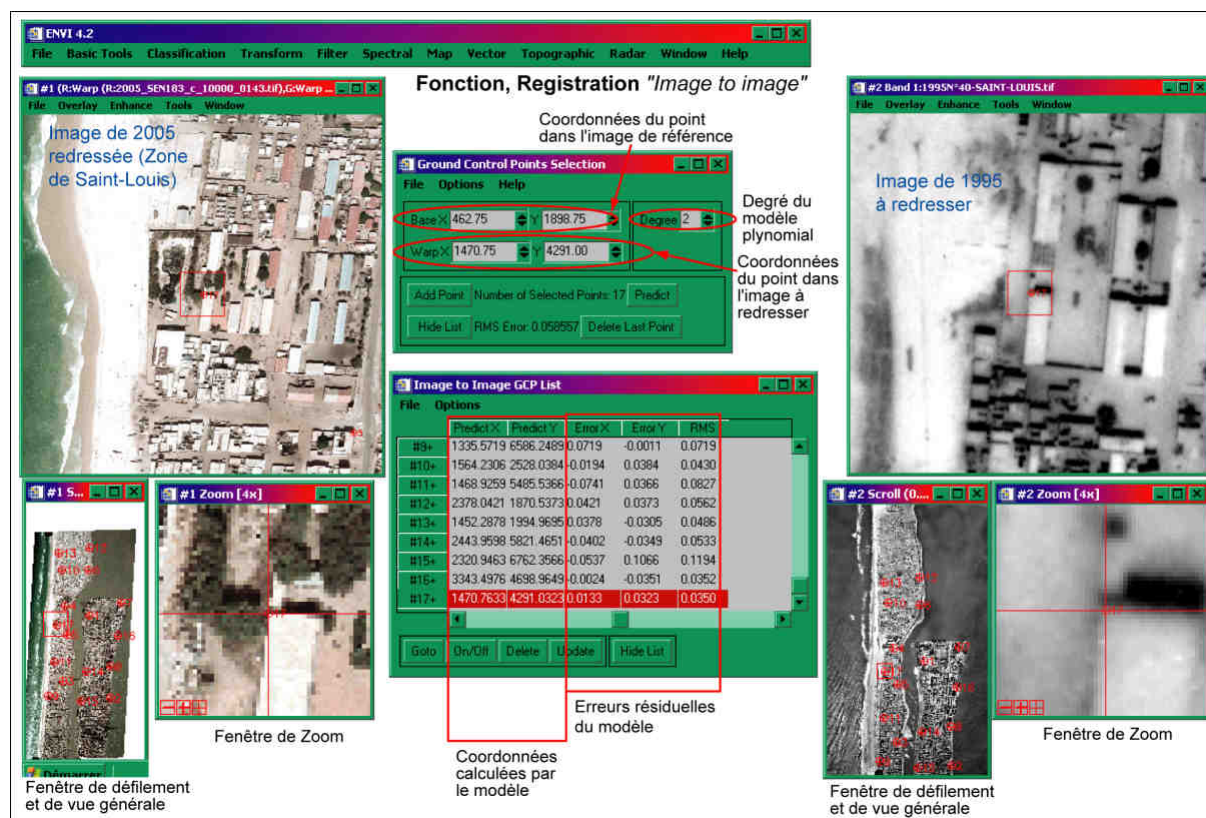 ENVI 4.2
File Basic Tools Classification Transform Filter Spectral Map Vector Topographic Radar Window Help
Fonction, Registration "Image to image"
#1 (R:Warp (R:2005_SEN183_c_10000_0143.tif),G:Warp ...
File Overlay Enhance Tools Window
Image de 2005
redressée (Zone
de Saint-Louis)
Coordonnées du point
dans l'image de référence
Ground Control Points Selection
File Options Help
Base X 462.75 Y 1898.75 Degree 2
Warp X 1470.75 Y 4291.00
Add Point Number of Selected Points: 17 Predict
Hide List RMS Error: 0.058557 Delete Last Point
Degré du
modèle
plynomial
Coordonnées
du point dans
l'image à
redresser
#2 Band 1:1995N°40-SAINT-LOUIS.tif
File Overlay Enhance Tools Window
Image de 1995
à redresser
Image to Image GCP List
File Options
Predict X Predict Y Error X Error Y RMS
#9+ 1335.5719 6586.2489 0.0719 -0.0011 0.0719
#10+ 1564.2306 2528.0384 -0.0194 0.0384 0.0430
#11+ 1468.9259 5485.5366 -0.0741 0.0366 0.0827
#12+ 2378.0421 1870.5373 0.0421 0.0373 0.0562
#13+ 1452.2878 1994.9695 0.0378 -0.0305 0.0486
#14+ 2443.9598 5821.4651 -0.0402 -0.0349 0.0533
#15+ 2320.9463 6762.3566 -0.0537 0.1066 0.1194
#16+ 3343.4976 4698.9649 -0.0024 -0.0351 0.0352
#17+ 1470.7633 4291.0323 0.0133 0.0323 0.0350
Goto On/Off Delete Update Hide List
Erreurs résiduelles
du modèle
Coordonnées
calculées par
le modèle
#1 S...
#1 Zoom [4x]
Fenêtre de Zoom
Démarrer
Fenêtre de défilement
et de vue générale
#2 Scroll (0....
#2 Zoom [4x]
Fenêtre de Zoom
Fenêtre de défilement
et de vue générale